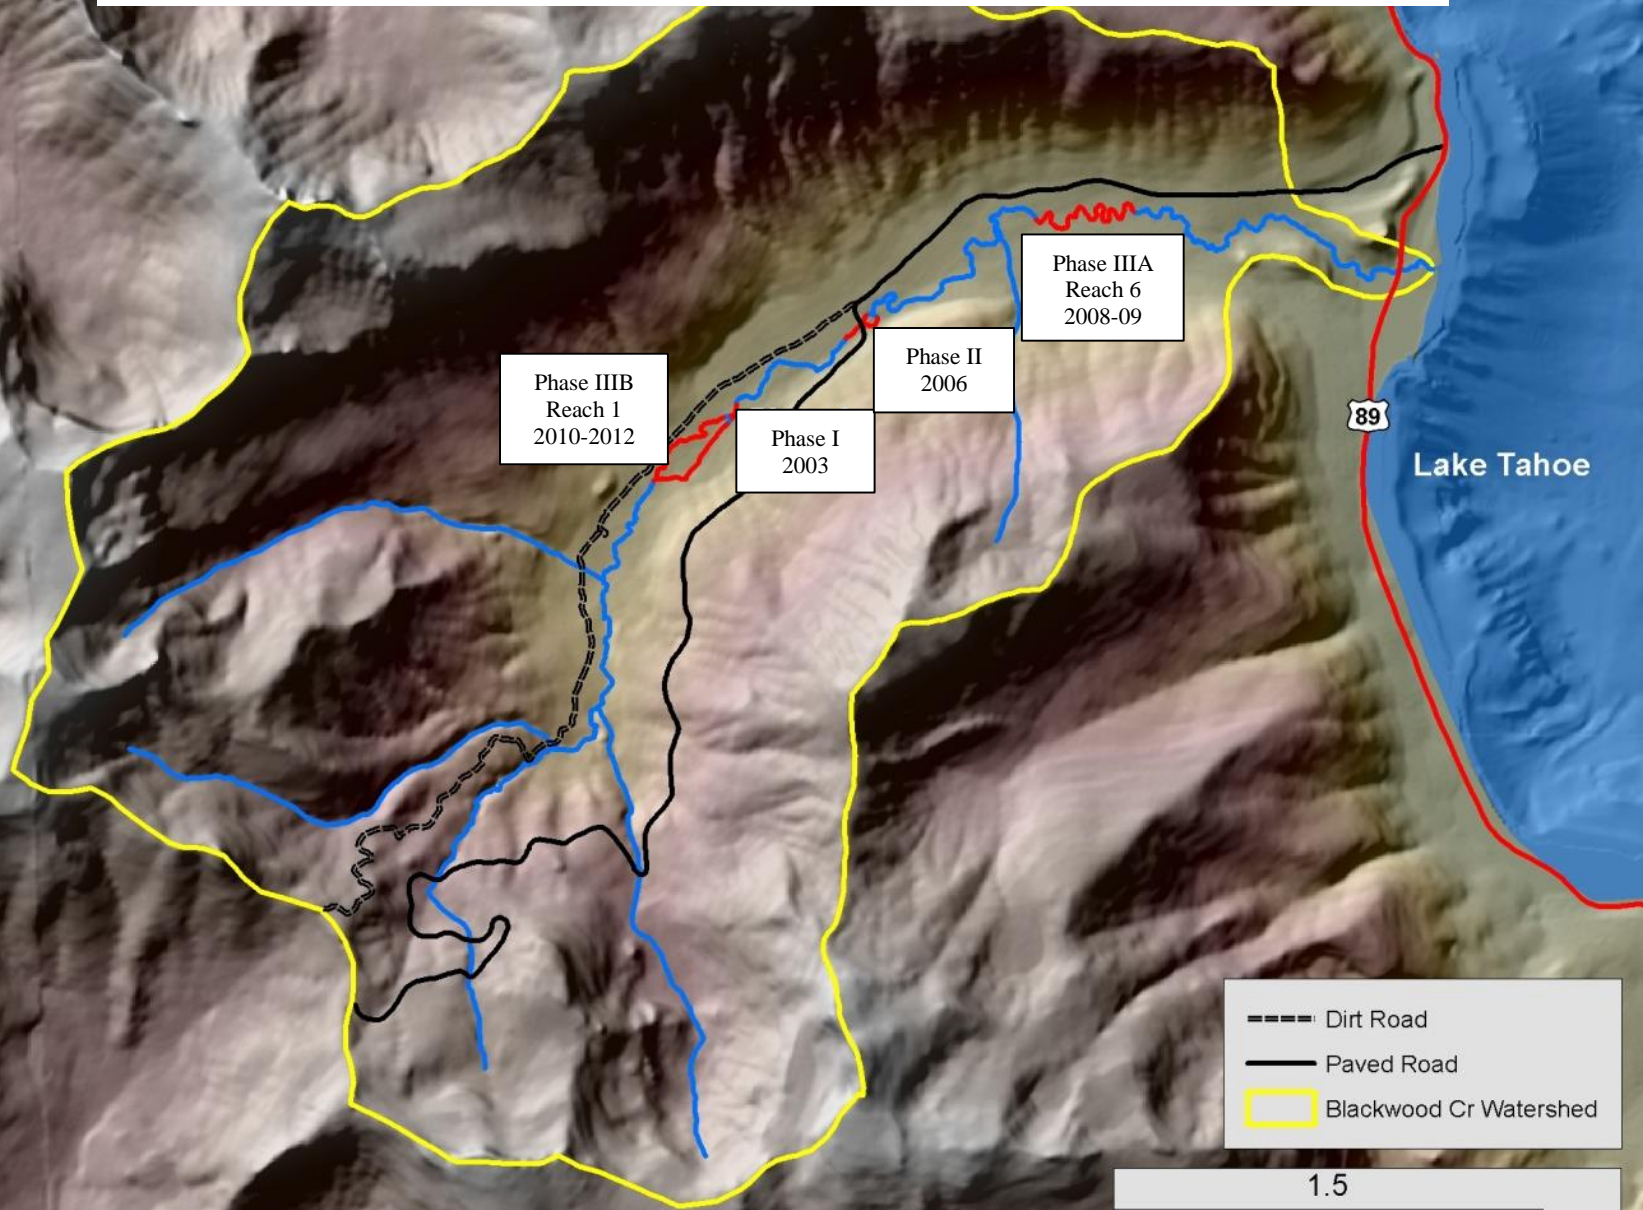 Phase IIIA
Reach 6
2008-09
Phase II
2006
Phase IIIB
Reach 1
2010-2012
Phase I
2003
89
Lake Tahoe
Dirt Road
Paved Road
Blackwood Cr Watershed
1.5